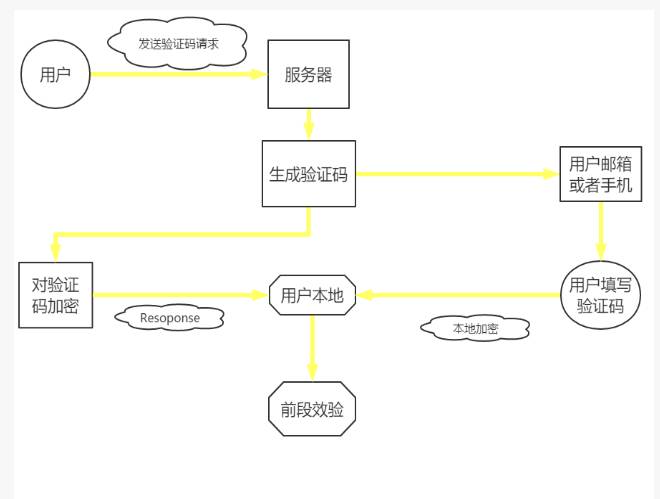 发送验证码请求
用户
服务器
生成验证码
用户邮箱
或者手机
对验证
码加密
用户本地
用户填写
验证码
Resoponse
本地加密
前段效验